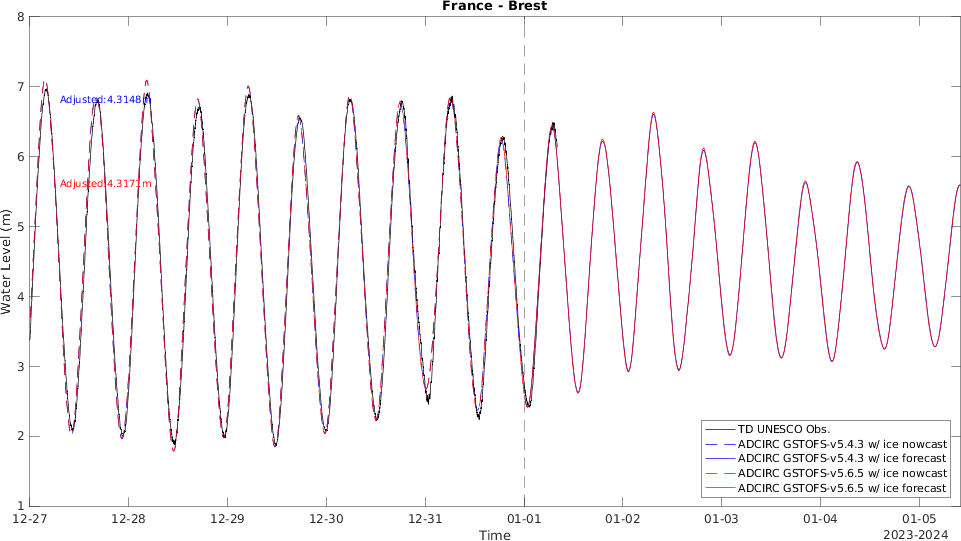 France - Brest
8
7
6
5
4
3
2
1
Water Level (m)
Adjusted:4.3148m
Adjusted:4.3171m
TD UNESCO Obs.
ADCIRC GSTOFS-v5.4.3 w/ ice nowcast
ADCIRC GSTOFS-v5.4.3 w/ ice forecast
ADCIRC GSTOFS-v5.6.5 w/ ice nowcast
ADCIRC GSTOFS-v5.6.5 w/ ice forecast
12-27 12-28 12-29 12-30 12-31 01-01 01-02 01-03 01-04 01-05
Time
2023-2024